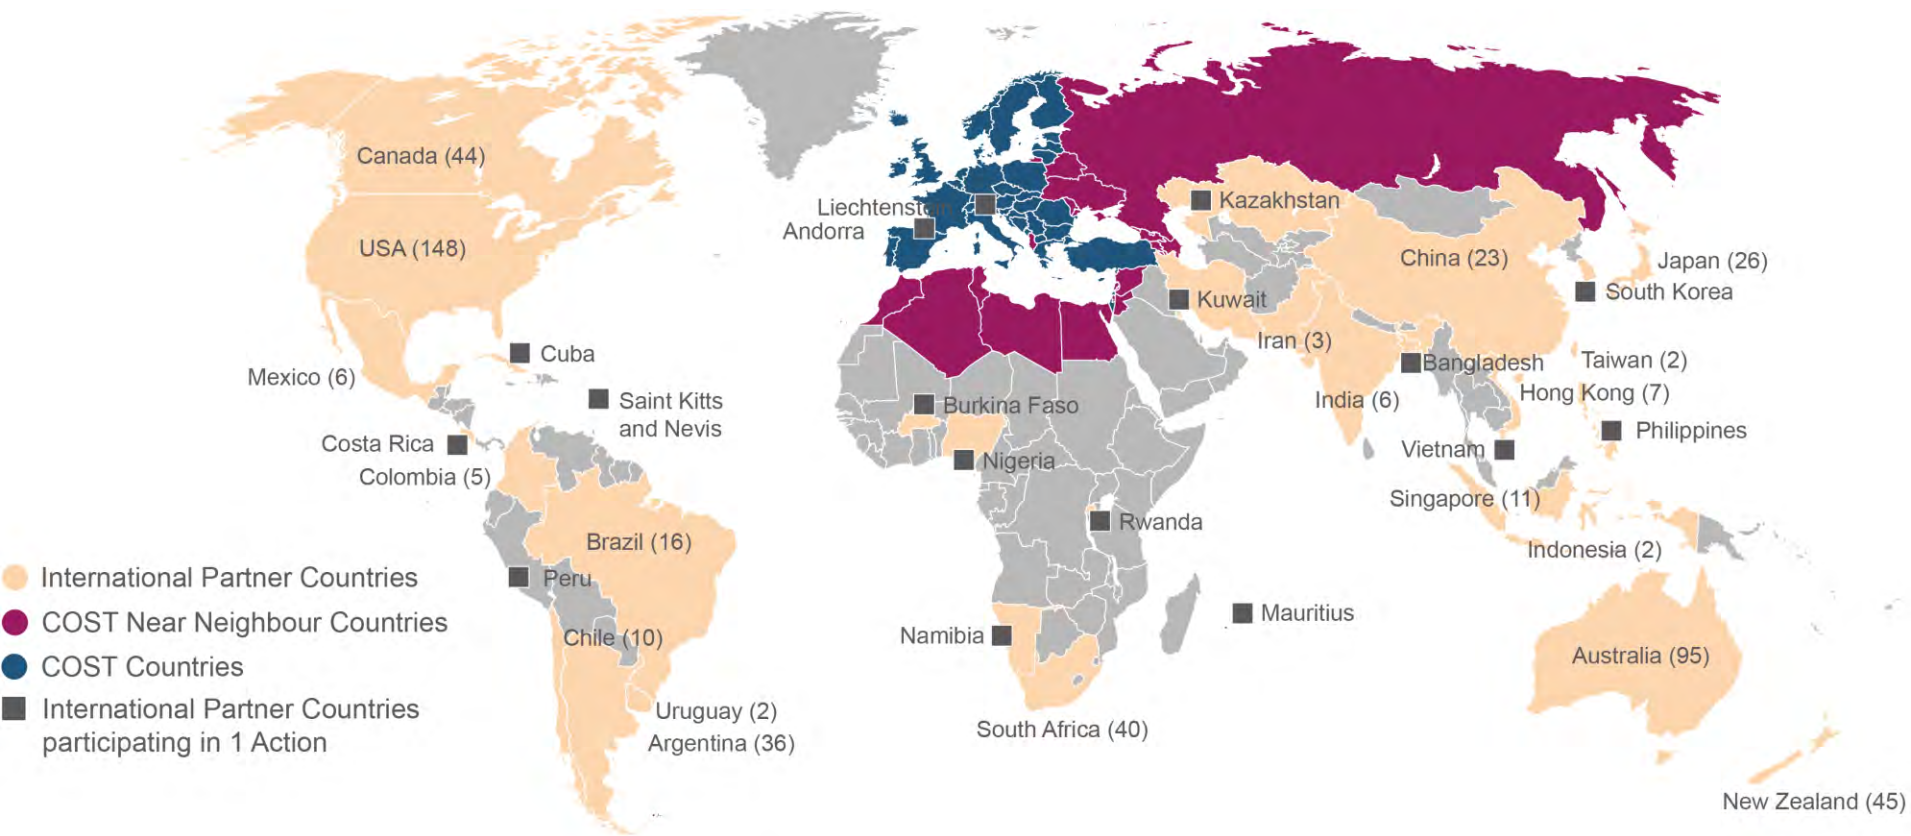 Canada (44)
USA (148)
Mexico (6)
Cuba
Saint Kitts
and Nevis
Costa Rica
Colombia (5)
Brazil (16)
Peru
Chile (10)
Uruguay (2)
Argentina (36)
Liechtenstein
Andorra
Kazakhstan
China (23)
Japan (26)
South Korea
Kuwait
Iran (3)
Bangladesh
Taiwan (2)
India (6)
Hong Kong (7)
Philippines
Vietnam
Singapore (11)
Indonesia (2)
Burkina Faso
Nigeria
Rwanda
Mauritius
Namibia
South Africa (40)
Australia (95)
New Zealand (45)
International Partner Countries
COST Near Neighbour Countries
COST Countries
International Partner Countries
participating in 1 Action